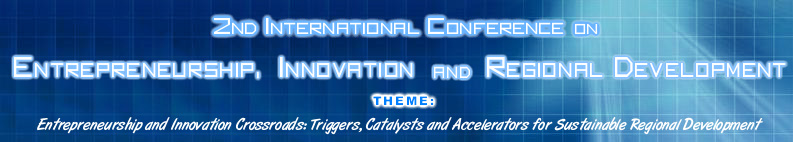 2nd International Conference on
Entrepreneurship, Innovation and Regional Development
THEME:
Entrepreneurship and Innovation Crossroads: Triggers, Catalysts and Accelerators for Sustainable Regional Development